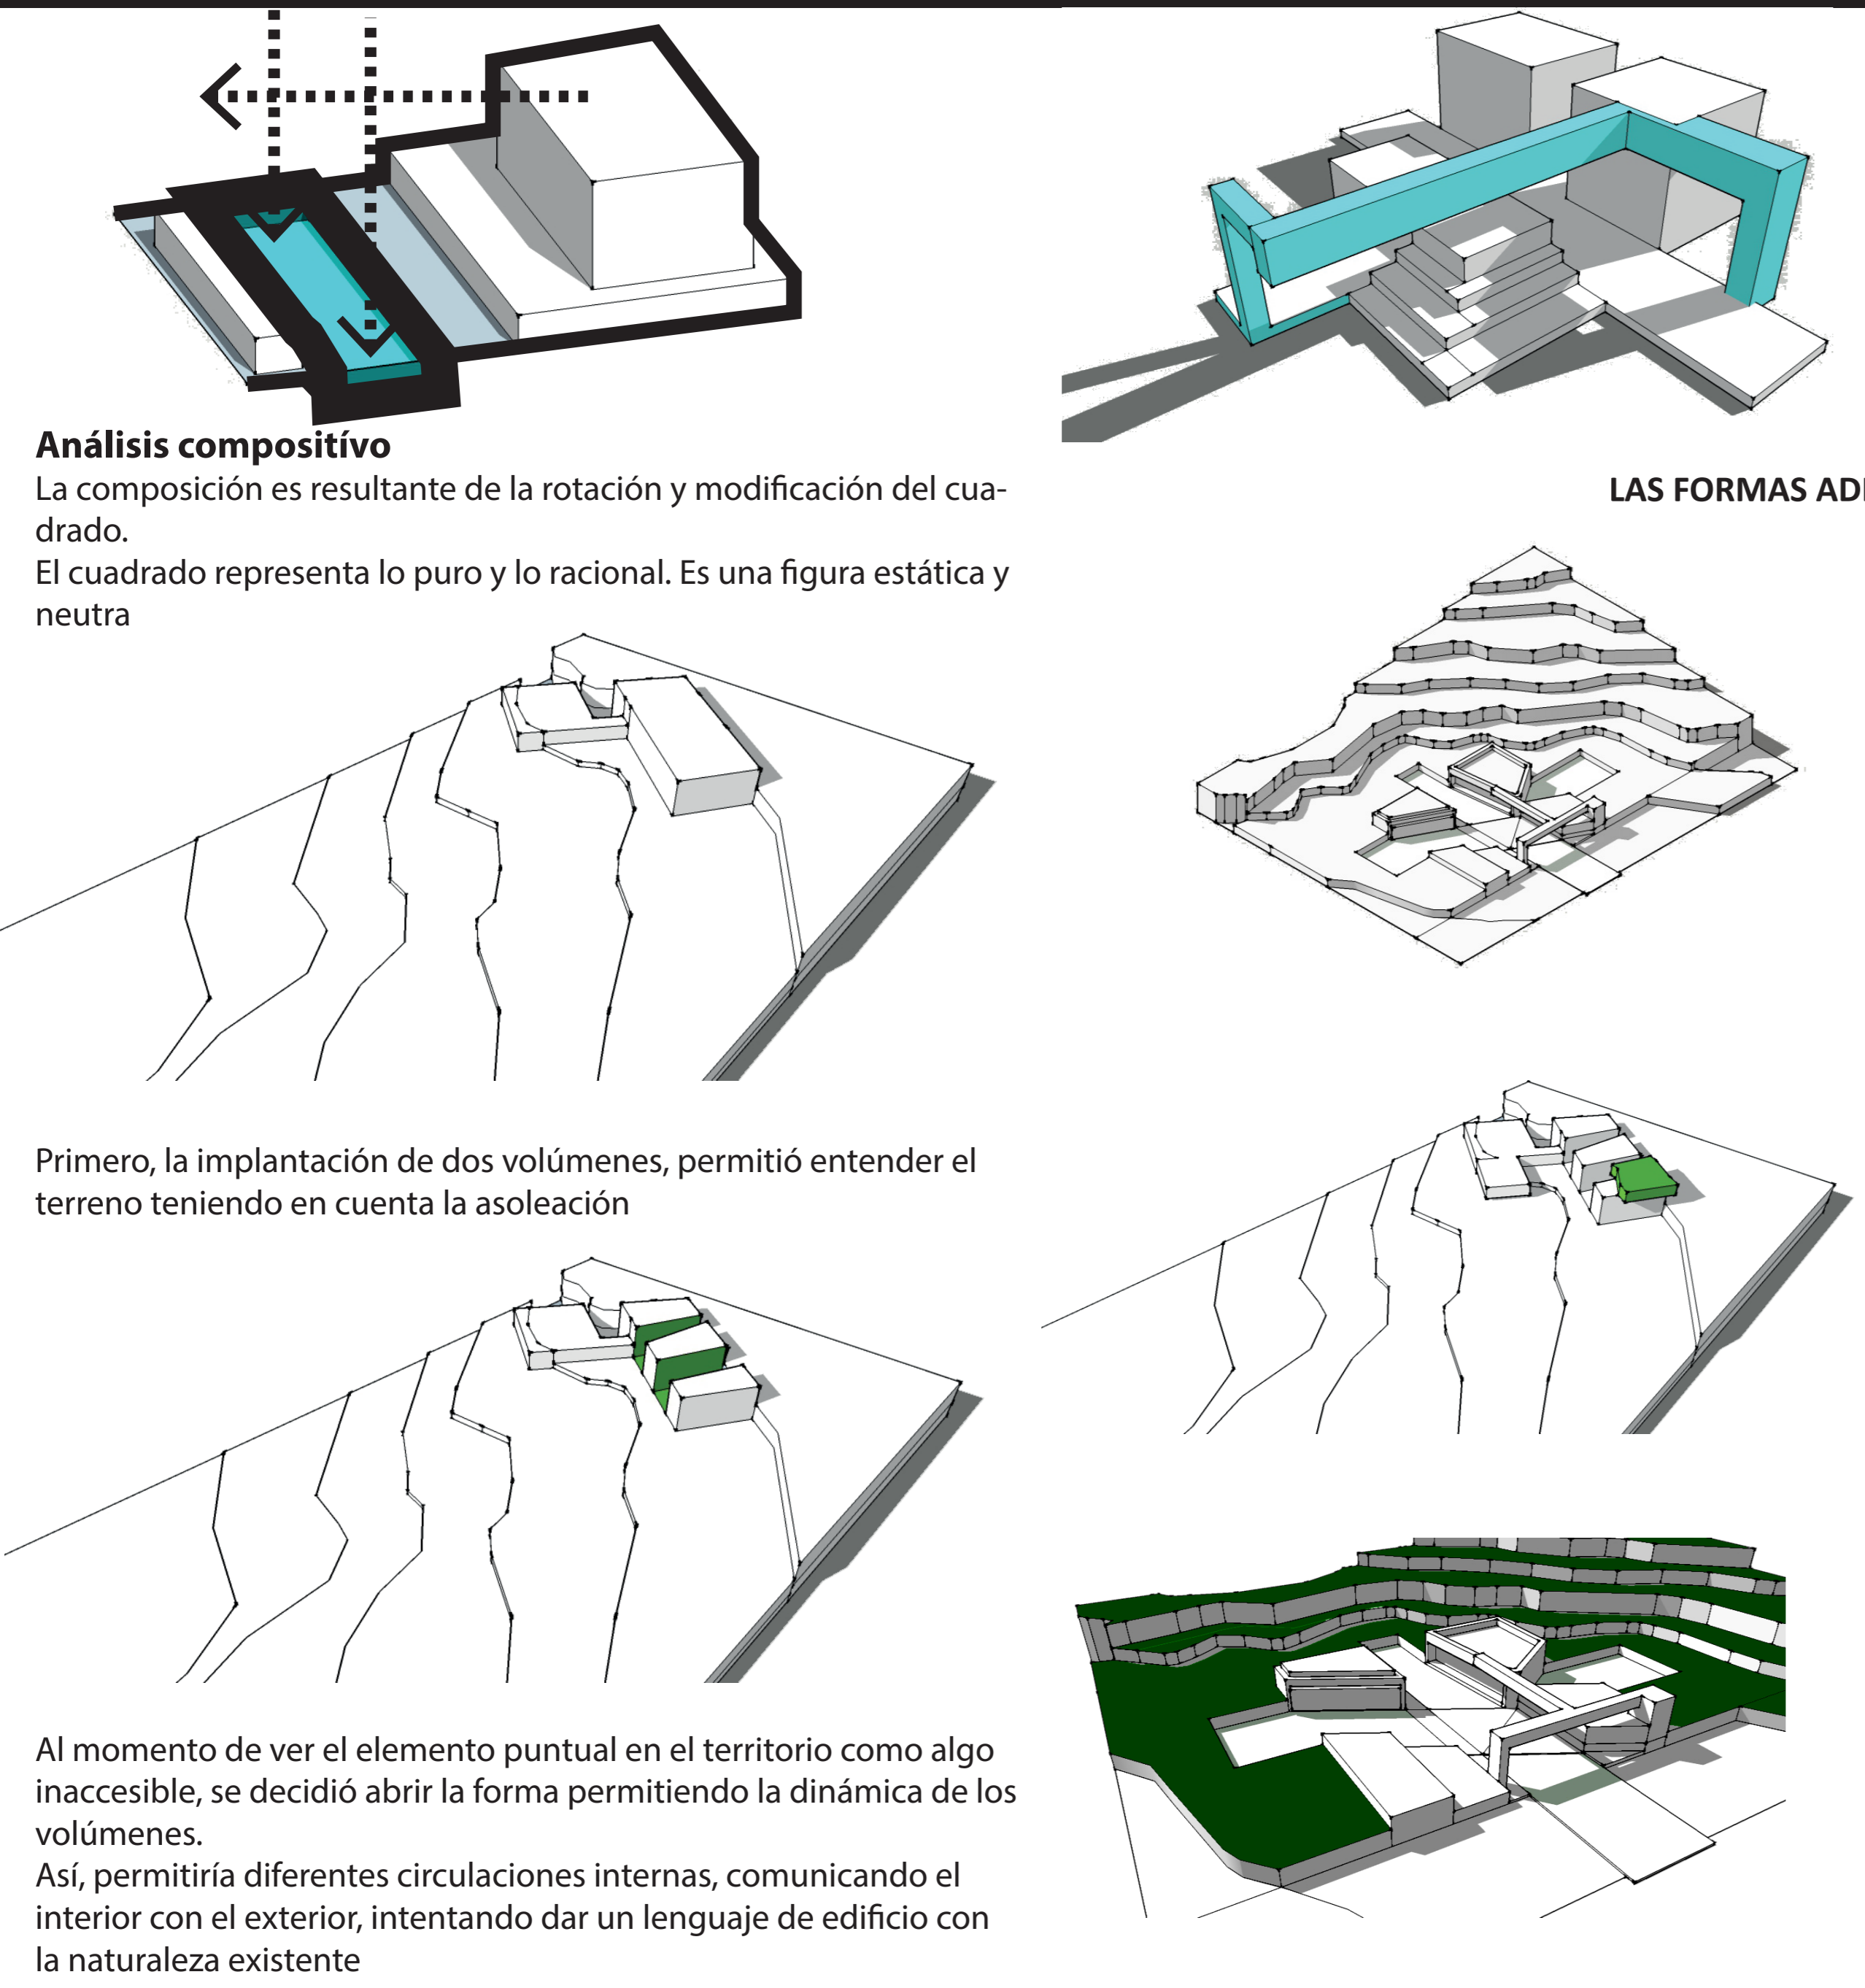 Análisis compositívo
La composición es resultante de la rotación y modificación del cua-
drado.
El cuadrado representa lo puro y lo racional. Es una figura estática y
neutra
LAS FORMAS
Primero, la implantación de dos volúmenes, permitió entender el
terreno teniendo en cuenta la asoleación
Al momento de ver el elemento puntual en el territorio como algo
inaccesible, se decidió abrir la forma permitiendo la dinámica de los
volúmenes.
Así, permitiría diferentes circulaciones internas, comunicando el
interior con el exterior, intentando dar un lenguaje de edificio con
la naturaleza existente